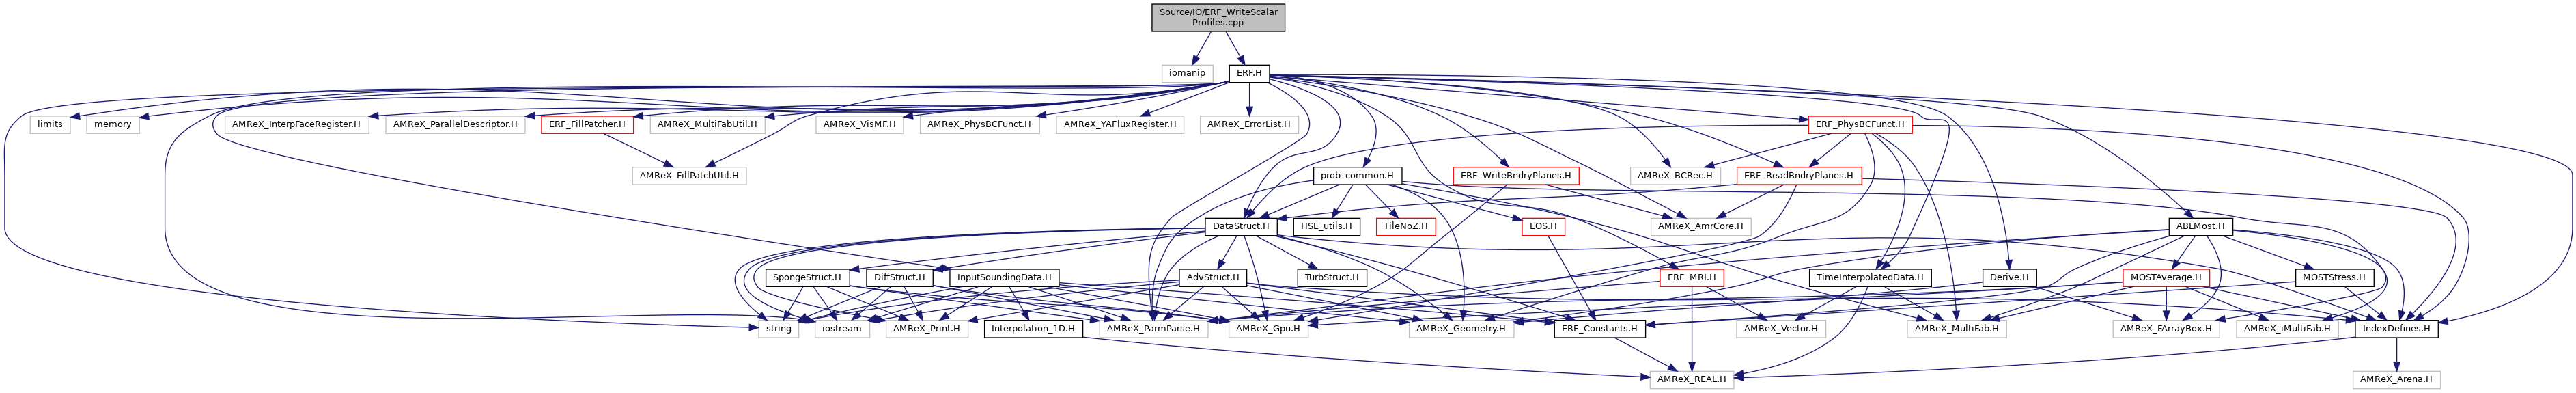 Source/IO/ERF_WriteScalar
Profiles.cpp
iomanip
ERF.H
limits
memory
AMReX_InterpFaceRegister.H
AMReX_ParallelDescriptor.H
ERF_FillPatcher.H
AMReX_MultiFabUtil.H
AMReX_VisMF.H
AMReX_PhysBCFunct.H
AMReX_YAFluxRegister.H
AMReX_ErrorList.H
ERF_PhysBCFunct.H
AMReX_FillPatchUtil.H
prob_common.H
ERF_WriteBndryPlanes.H
AMReX_BCRec.H
ERF_ReadBndryPlanes.H
DataStruct.H
HSE_utils.H
TileNoZ.H
EOS.H
AMReX_AmrCore.H
ABLMost.H
SpongeStruct.H
DiffStruct.H
InputSoundingData.H
AdvStruct.H
TurbStruct.H
ERF_MRI.H
TimeInterpolatedData.H
Derive.H
MOSTAverage.H
MOSTStress.H
string
iostream
AMReX_Print.H
Interpolation_1D.H
AMReX_ParmParse.H
AMReX_Gpu.H
AMReX_Geometry.H
ERF_Constants.H
AMReX_Vector.H
AMReX_MultiFab.H
AMReX_FArrayBox.H
AMReX_iMultiFab.H
IndexDefines.H
AMReX_REAL.H
AMReX_Arena.H